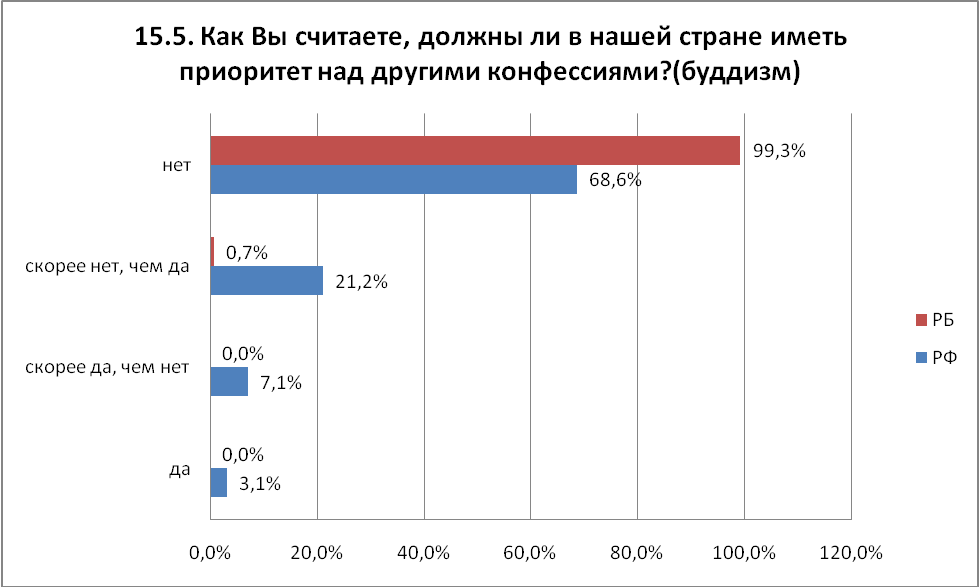 15.5. Как Вы считаете, должны ли в нашей стране иметь
приоритет над другими конфессиями?(буддизм)
нет
99,3%
68,6%
скорее нет, чем да
0,7%
21,2%
скорее да, чем нет
0,0%
7,1%
да
0,0%
3,1%
РБ
РФ
0,0% 20,0% 40,0% 60,0% 80,0% 100,0% 120,0%